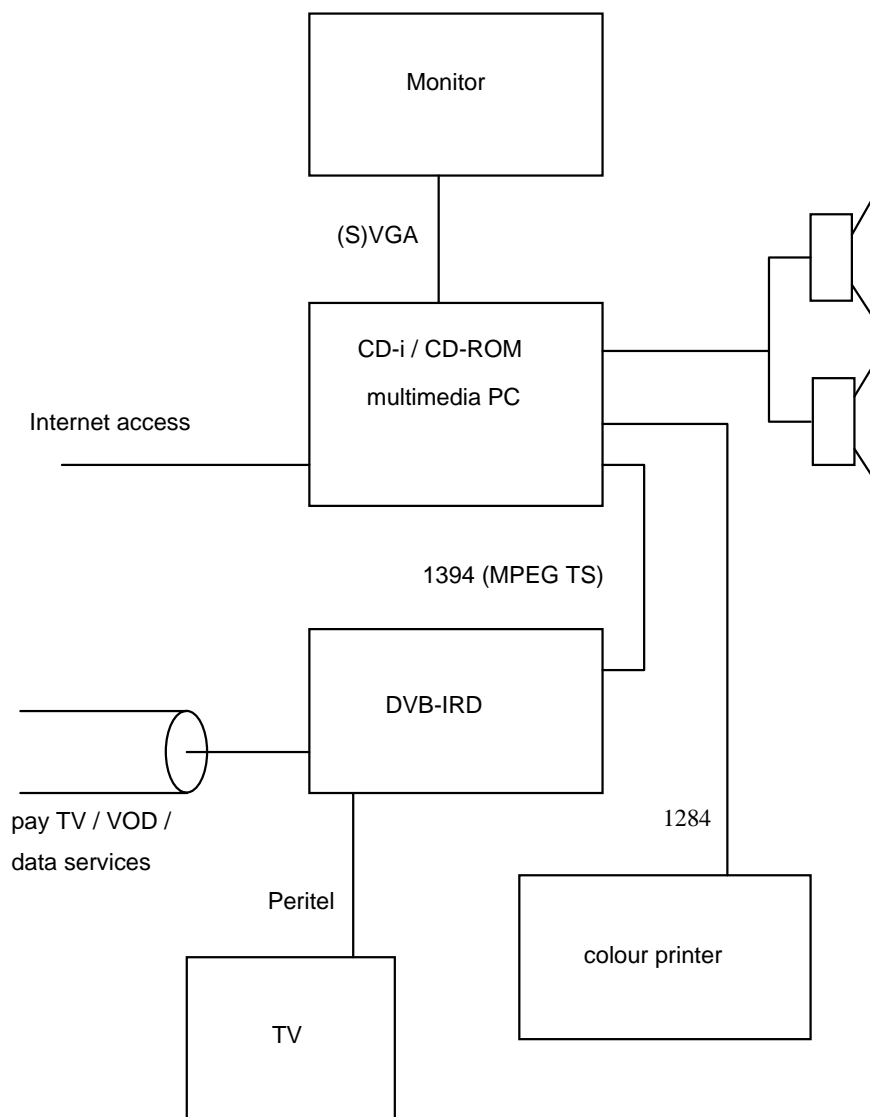 Monitor
(S)VGA
CD-i / CD-ROM
multimedia PC
Internet access
1394 (MPEG TS)
DVB-IRD
pay TV / VOD /
data services
1284
Peritel
colour printer
TV